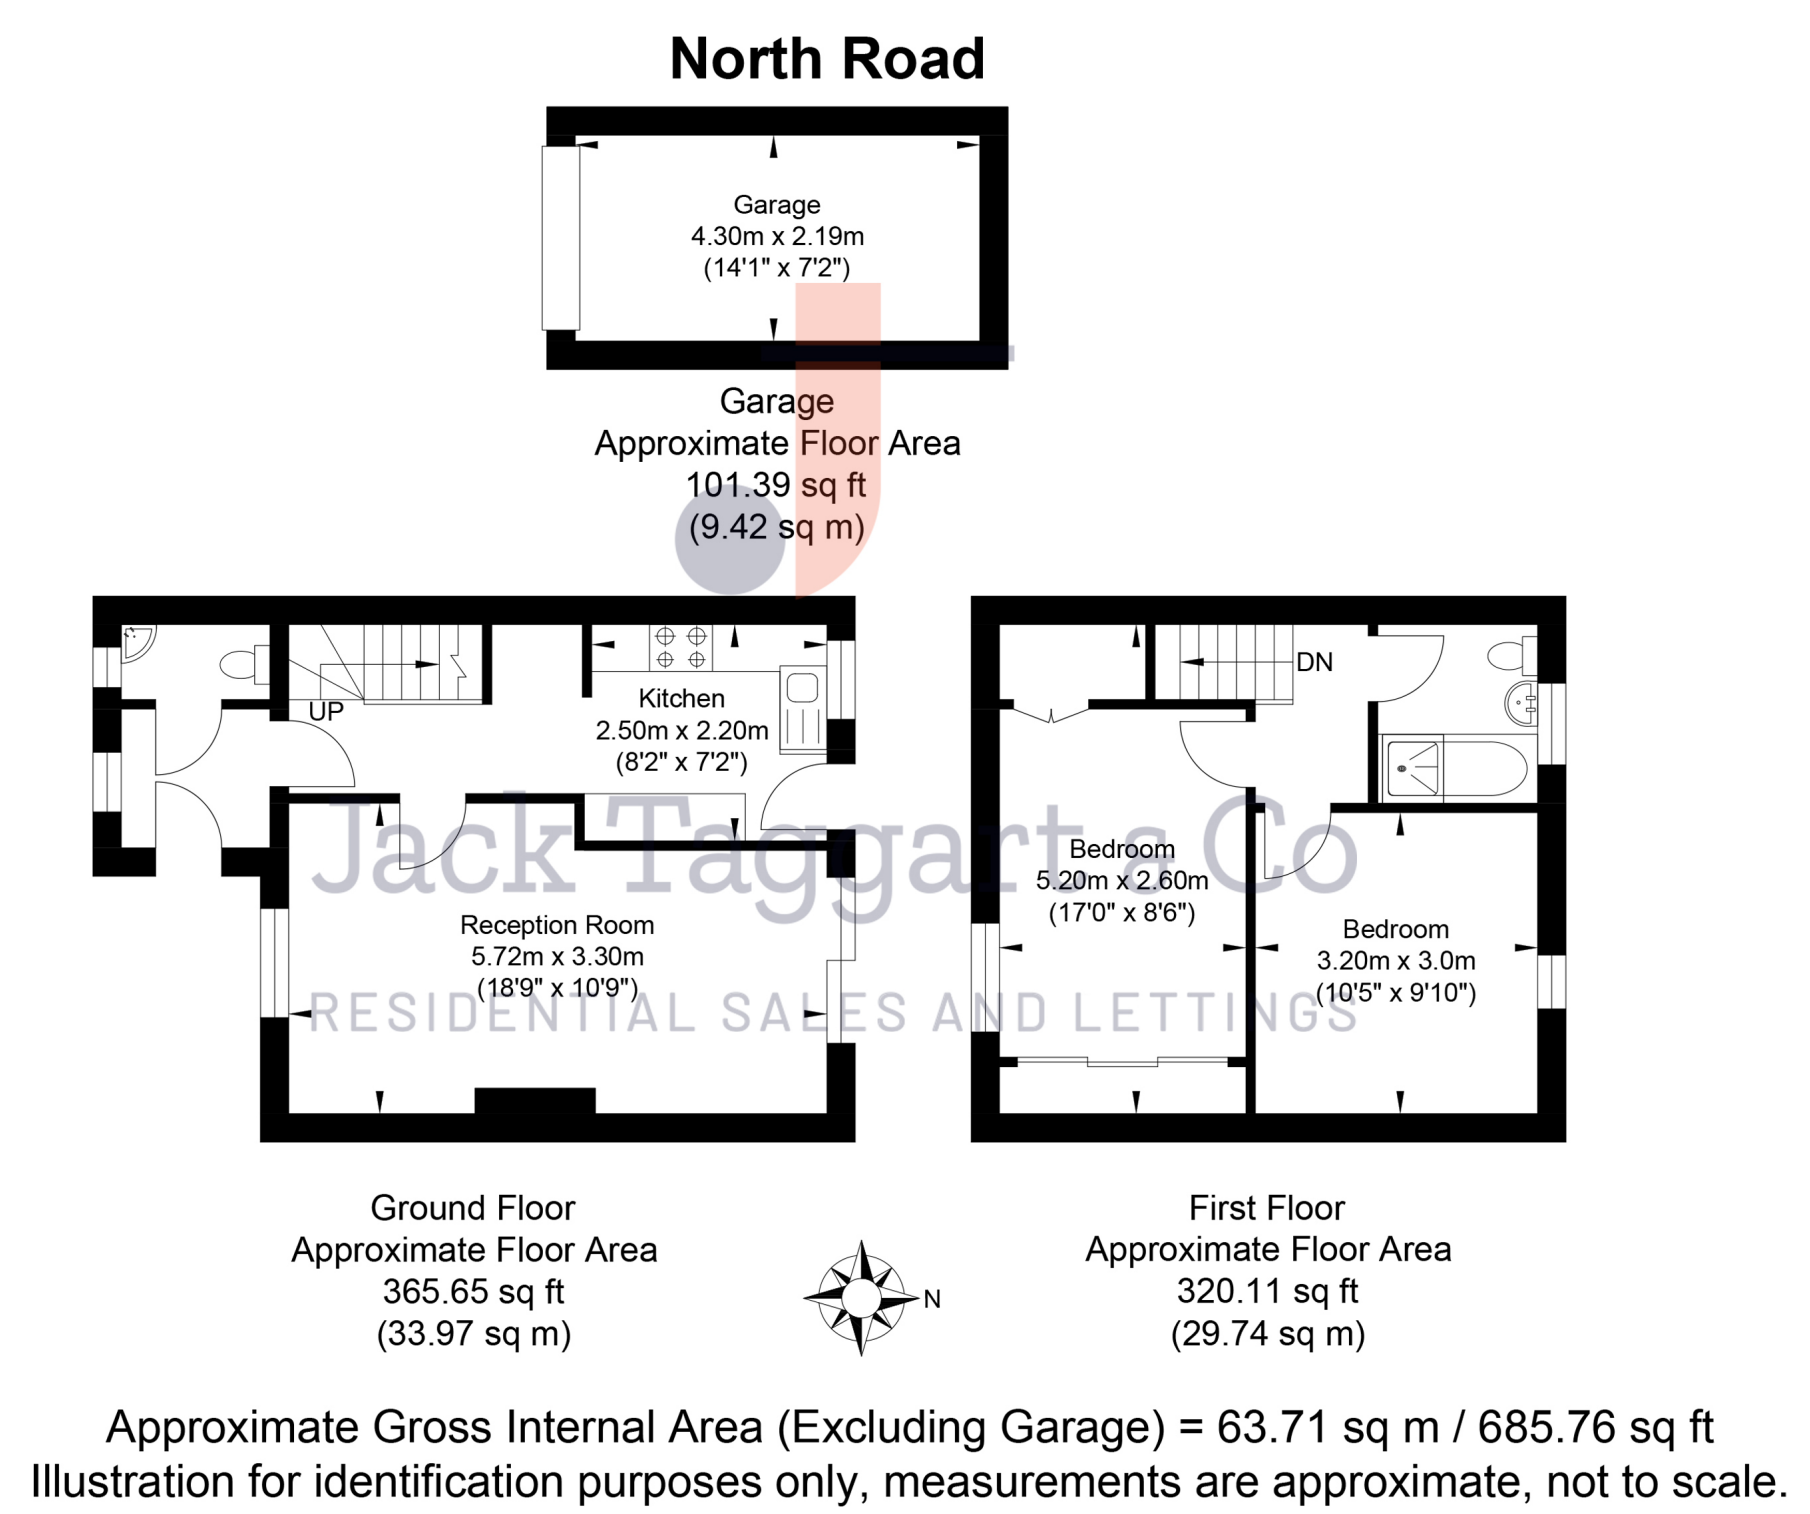 North Road
Garage
4.30m x 2.19m
(14'1" x 7'2")
Garage
Approximate Floor Area
101.39 sq ft
(9.42 sq m)
UP
Kitchen
2.50m x 2.20m
(8'2" x 7'2")
Reception Room
5.72m x 3.30m
(18'9" x 10'9")
DN
Bedroom
5.20m x 2.60m
(17'0" x 8'6")
Bedroom
3.20m x 3.0m
(10'5" x 9'10")
Jack Taggart & Co
RESIDENTIAL SALES AND LETTINGS
Ground Floor
Approximate Floor Area
365.65 sq ft
(33.97 sq m)
N
First Floor
Approximate Floor Area
320.11 sq ft
(29.74 sq m)
Approximate Gross Internal Area (Excluding Garage) = 63.71 sq m / 685.76 sq ft
Illustration for identification purposes only, measurements are approximate, not to scale.